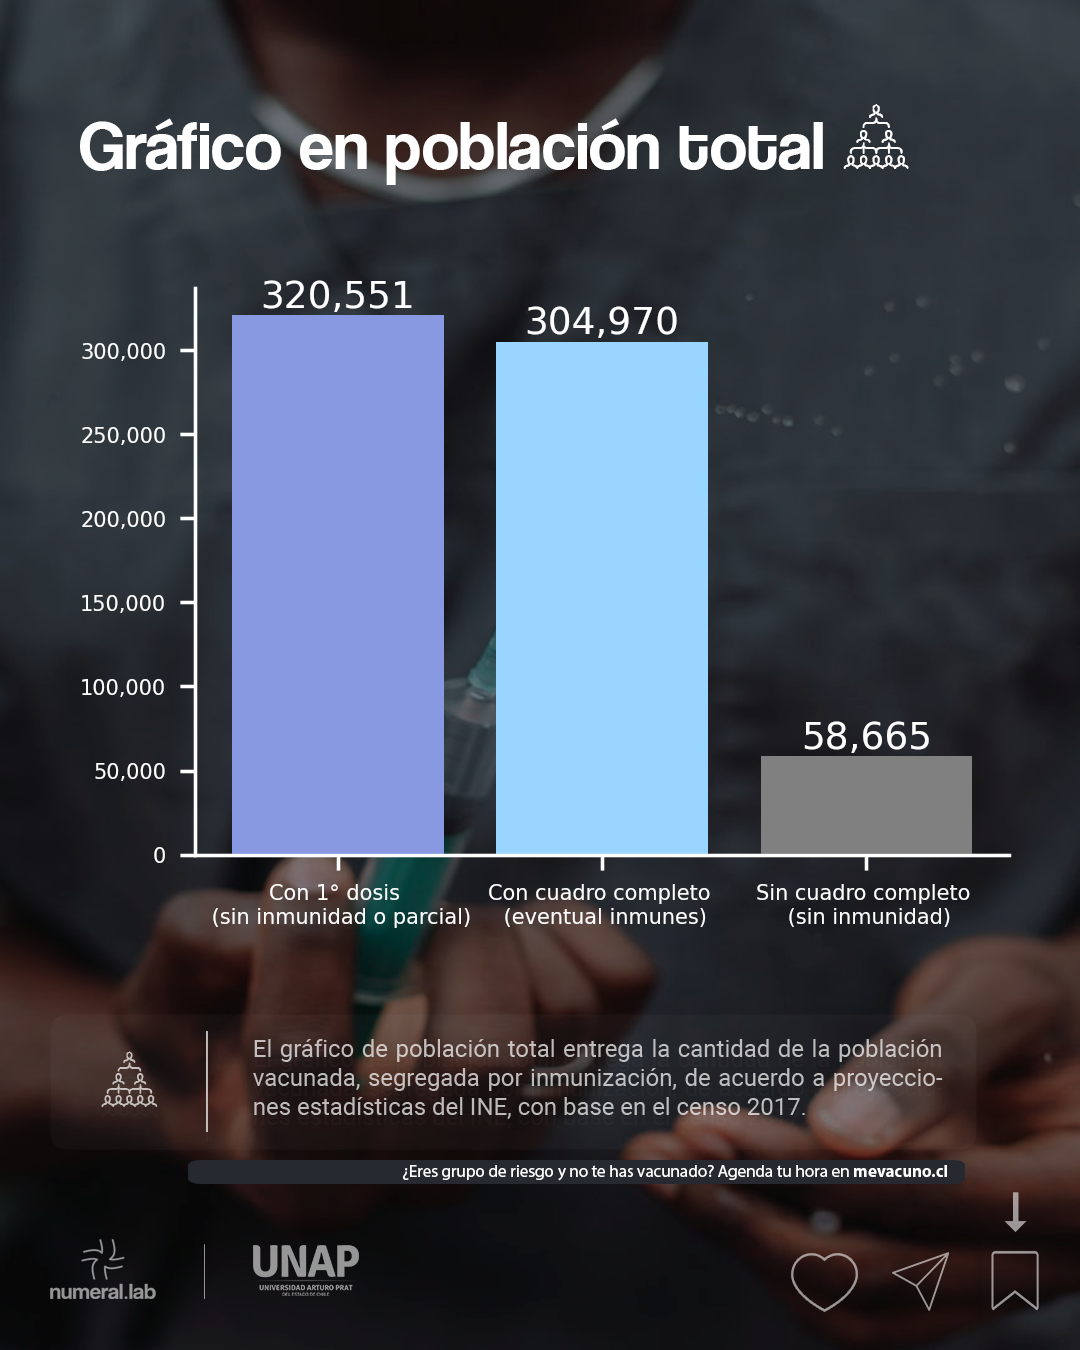 Gráfico en población total
320,551
304,970
58,665
300,000
250,000
200,000
150,000
100,000
50,000
0
Con 1° dosis
(sin inmunidad o parcial)
Con cuadro completo
(eventual inmunes)
Sin cuadro completo
(sin inmunidad)
El gráfico de población total entrega la cantidad de la población
vacunada, segregada por inmunización, de acuerdo a proyeccio-
nes estadísticas del INE, con base en el censo 2017.
¿Eres grupo de riesgo y no te has vacunado? Agenda tu hora en mevacuno.cl
numeral.lab
UNAP
UNIVERSIDAD ARTURO PRAT
DEL ESTADO DE CHILE